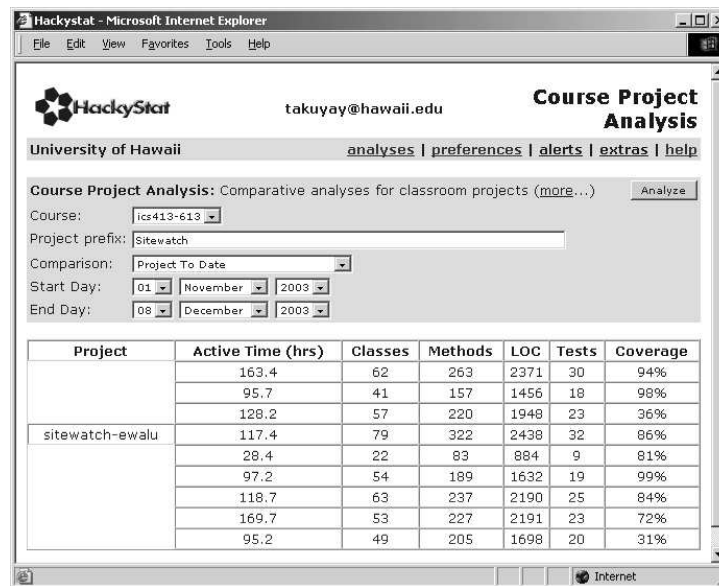 Hackystat - Microsoft Internet Explorer
File Edit View Favorites Tools Help
HackyStat takuyay@hawaii.edu Course Project
Analysis
University of Hawaii analyses | preferences | alerts | extras | help
Course Project Analysis: Comparative analyses for classroom projects (more...) Analyze
Course: ics413-613
Project prefix: Sitewatch
Comparison: Project To Date
Start Day: 01 November 2003
End Day: 08 December 2003
Project Active Time (hrs) Classes Methods LOC Tests Coverage
163.4 62 263 2371 30 94%
95.7 41 157 1456 18 98%
128.2 57 220 1948 23 36%
sitewatch-ewalu 117.4 79 322 2438 32 86%
28.4 22 83 884 9 81%
97.2 54 189 1632 19 99%
118.7 63 237 2190 25 84%
169.7 53 227 2191 23 72%
95.2 49 205 1698 20 31%
Internet